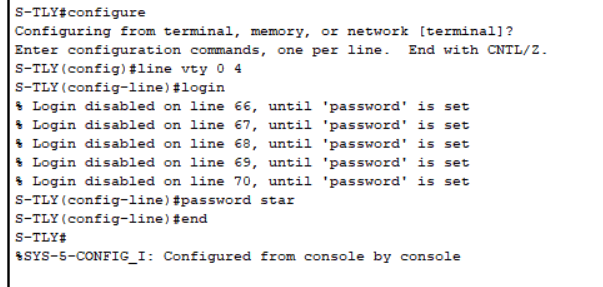 S-TLY#configure
Configuring from terminal, memory, or network [terminal]?
Enter configuration commands, one per line.  End with CNTL/Z.
S-TLY(config)#line vty 0 4
S-TLY(config-line)#login
% Login disabled on line 66, until 'password' is set
% Login disabled on line 67, until 'password' is set
% Login disabled on line 68, until 'password' is set
% Login disabled on line 69, until 'password' is set
% Login disabled on line 70, until 'password' is set
S-TLY(config-line)#password star
S-TLY(config-line)#end
S-TLY#
%SYS-5-CONFIG_I: Configured from console by console